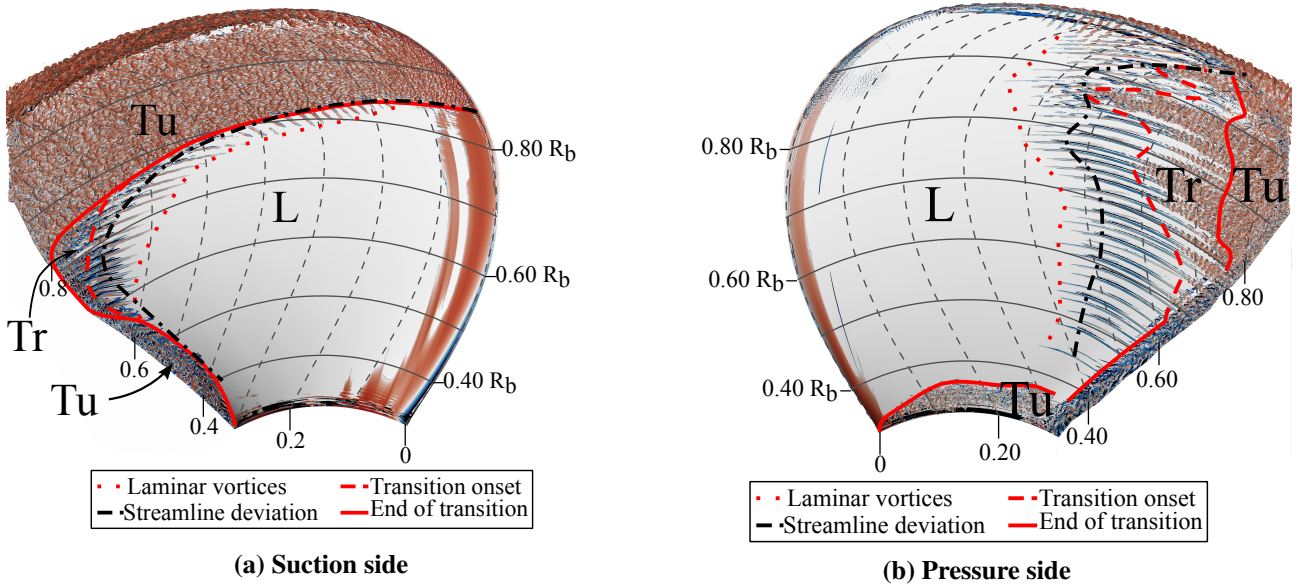 Tu
L
0.80 Rb
0.60 Rb
0.40 Rb
0.8
Tr
0.6
Tu
0.4
0.2
0
Laminar vortices
Transition onset
Streamline deviation
End of transition
(a) Suction side
0.80 Rb
L
Tr
Tu
0.60 Rb
0.80
0.60
0.40 Rb
Tu
0.40
0.20
0
Laminar vortices
Transition onset
Streamline deviation
End of transition
(b) Pressure side